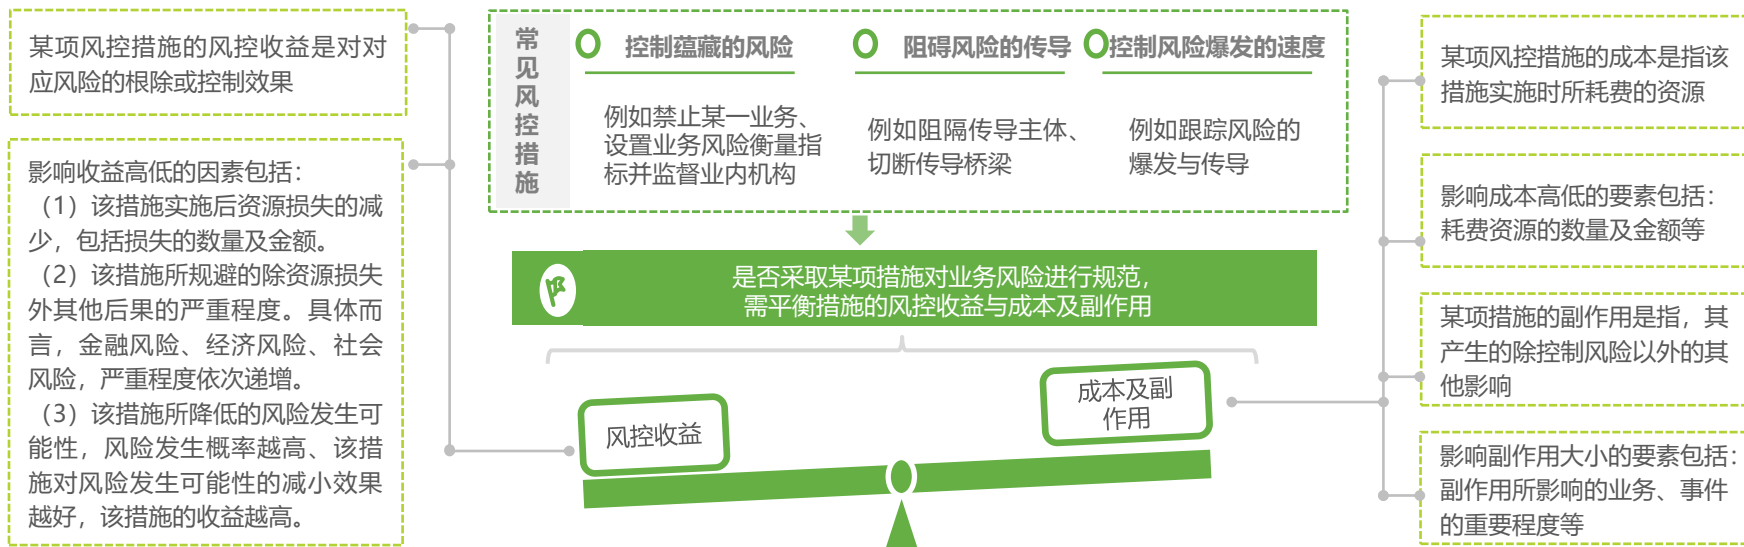 某项风控措施的风控收益是对对
应风险的根除或控制效果
影响收益高低的因素包括：
（1）该措施实施后资源损失的减
少，包括损失的数量及金额。
（2）该措施所规避的除资源损失
外其他后果的严重程度。具体而
言，金融风险、经济风险、社会
风险，严重程度依次递增。
（3）该措施所降低的风险发生可
能性，风险发生概率越高、该措
施对风险发生可能性的减小效果
越好，该措施的收益越高。
常见风控措施
控制蕴藏的风险
例如禁止某一业务、
设置业务风险衡量指
标并监督业内机构
阻碍风险的传导
例如阻隔传导主体、
切断传导桥梁
控制风险爆发的速度
例如跟踪风险的
爆发与传导
是否采取某项措施对业务风险进行规范，
需平衡措施的风控收益与成本及副作用
风控收益
成本及副
作用
某项风控措施的成本是指该
措施实施时所耗费的资源
影响成本高低的要素包括：
耗费资源的数量及金额等
某项措施的副作用是指，其
产生的除控制风险以外的其
他影响
影响副作用大小的要素包括：
副作用所影响的业务、事件
的重要程度等